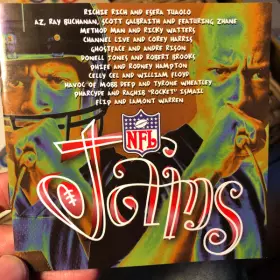 RICHIE RICH AND ESERA TUAOLO
AZ, RAY BUCHANAN, SCOTT GALBRAITH AND FEATURING ZHANE
METHOD MAN AND RICKY WATTERS
CHANNEL LIVE AND COREY HARRIS
GHOSTFACE AND ANDRE RISON
DONELL JONES AND ROBERT BROOKS
PHIFE AND RODNEY HAMPTON
CELLY CEL AND WILLIAM FLOYD
HAVOC OF MOBB DEEP AND TYRONE WHEATLEY
PHARCYDE AND RAGHIB "ROCKET" ISMAIL
FLIP AND LAMONT WARREN
NFL
Jams